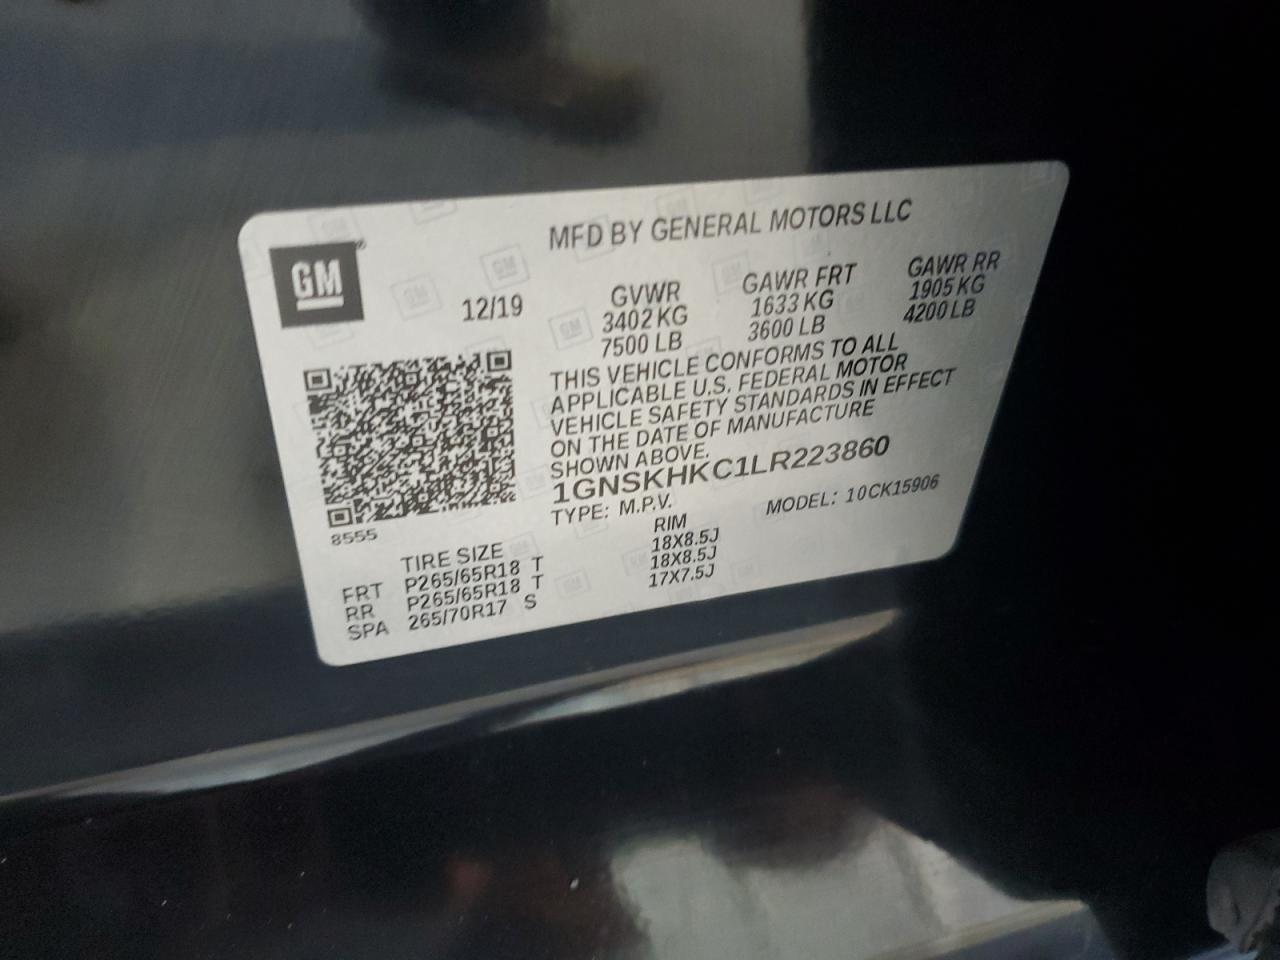 MFD BY GENERAL MOTORS LLC
GM®
12/19
GVWR GAWR FRT GAWR RR
3402 KG 1633 KG 1905 KG
7500 LB 3600 LB 4200 LB
THIS VEHICLE CONFORMS TO ALL
APPLICABLE U.S. FEDERAL MOTOR
VEHICLE SAFETY STANDARDS IN EFFECT
ON THE DATE OF MANUFACTURE
SHOWN ABOVE.
1GNSKHKC1LR223860
TYPE: M.P.V. MODEL: 10CK15906
8555
TIRE SIZE RIM
FRT P265/65R18 T 18X8.5J
RR P265/65R18 T 18X8.5J
SPA 265/70R17 S 17X7.5J